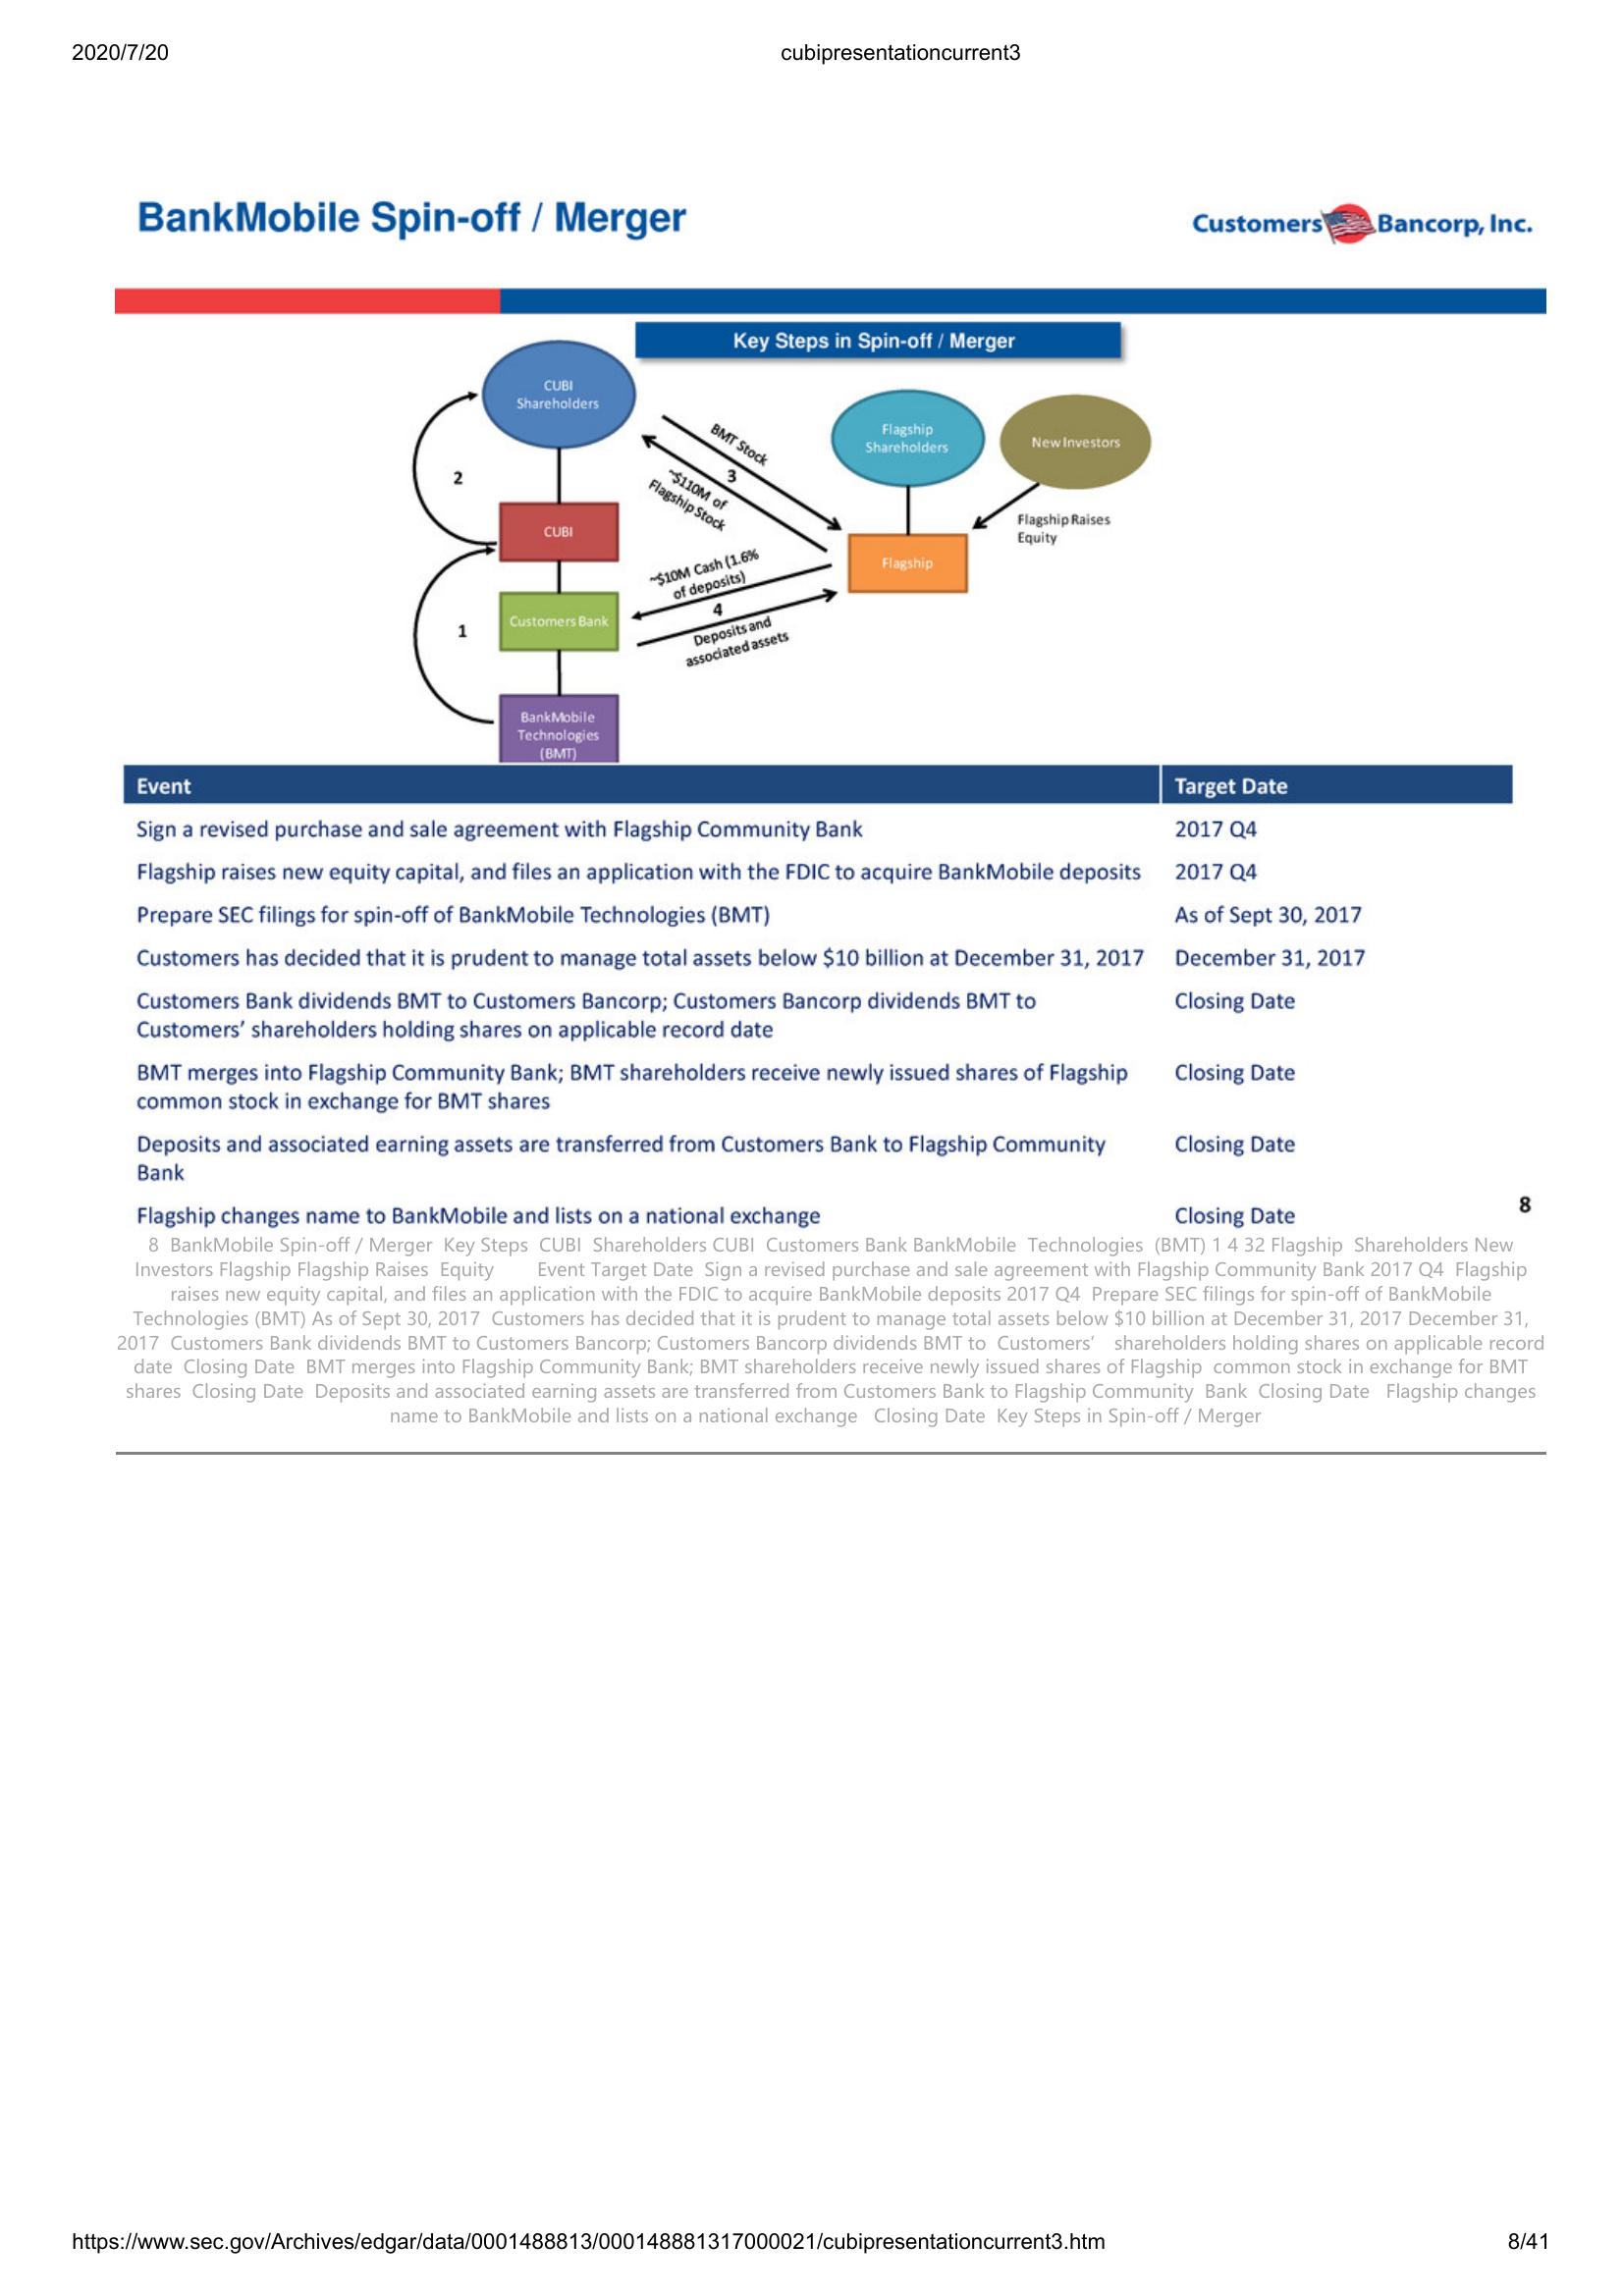 2020/7/20
cubipresentationcurrent3
BankMobile Spin-off / Merger
Customers Bancorp, Inc.
Key Steps in Spin-off / Merger
CUBI
Shareholders
BMT Stock
3
~$110M of
Flagship Stock
Flagship
Shareholders
New Investors
Flagship Raises
Equity
2
CUBI
Flagship
~$10M Cash (1.6%
of deposits)
4
Deposits and
associated assets
1
Customers Bank
BankMobile
Technologies
(BMT)
Event
Target Date
Sign a revised purchase and sale agreement with Flagship Community Bank
2017 Q4
Flagship raises new equity capital, and files an application with the FDIC to acquire BankMobile deposits
2017 Q4
Prepare SEC filings for spin-off of BankMobile Technologies (BMT)
As of Sept 30, 2017
Customers has decided that it is prudent to manage total assets below $10 billion at December 31, 2017
December 31, 2017
Customers Bank dividends BMT to Customers Bancorp; Customers Bancorp dividends BMT to
Customers’ shareholders holding shares on applicable record date
Closing Date
BMT merges into Flagship Community Bank; BMT shareholders receive newly issued shares of Flagship
common stock in exchange for BMT shares
Closing Date
Deposits and associated earning assets are transferred from Customers Bank to Flagship Community
Bank
Closing Date
Flagship changes name to BankMobile and lists on a national exchange
Closing Date
8
8 BankMobile Spin-off / Merger Key Steps CUBI Shareholders CUBI Customers Bank BankMobile Technologies (BMT) 1 4 32 Flagship Shareholders New
Investors Flagship Flagship Raises Equity Event Target Date Sign a revised purchase and sale agreement with Flagship Community Bank 2017 Q4 Flagship
raises new equity capital, and files an application with the FDIC to acquire BankMobile deposits 2017 Q4 Prepare SEC filings for spin-off of BankMobile
Technologies (BMT) As of Sept 30, 2017 Customers has decided that it is prudent to manage total assets below $10 billion at December 31, 2017 December 31,
2017 Customers Bank dividends BMT to Customers Bancorp; Customers Bancorp dividends BMT to Customers’ shareholders holding shares on applicable record
date Closing Date BMT merges into Flagship Community Bank; BMT shareholders receive newly issued shares of Flagship common stock in exchange for BMT
shares Closing Date Deposits and associated earning assets are transferred from Customers Bank to Flagship Community Bank Closing Date Flagship changes
name to BankMobile and lists on a national exchange Closing Date Key Steps in Spin-off / Merger
https://www.sec.gov/Archives/edgar/data/0001488813/000148881317000021/cubipresentationcurrent3.htm
8/41